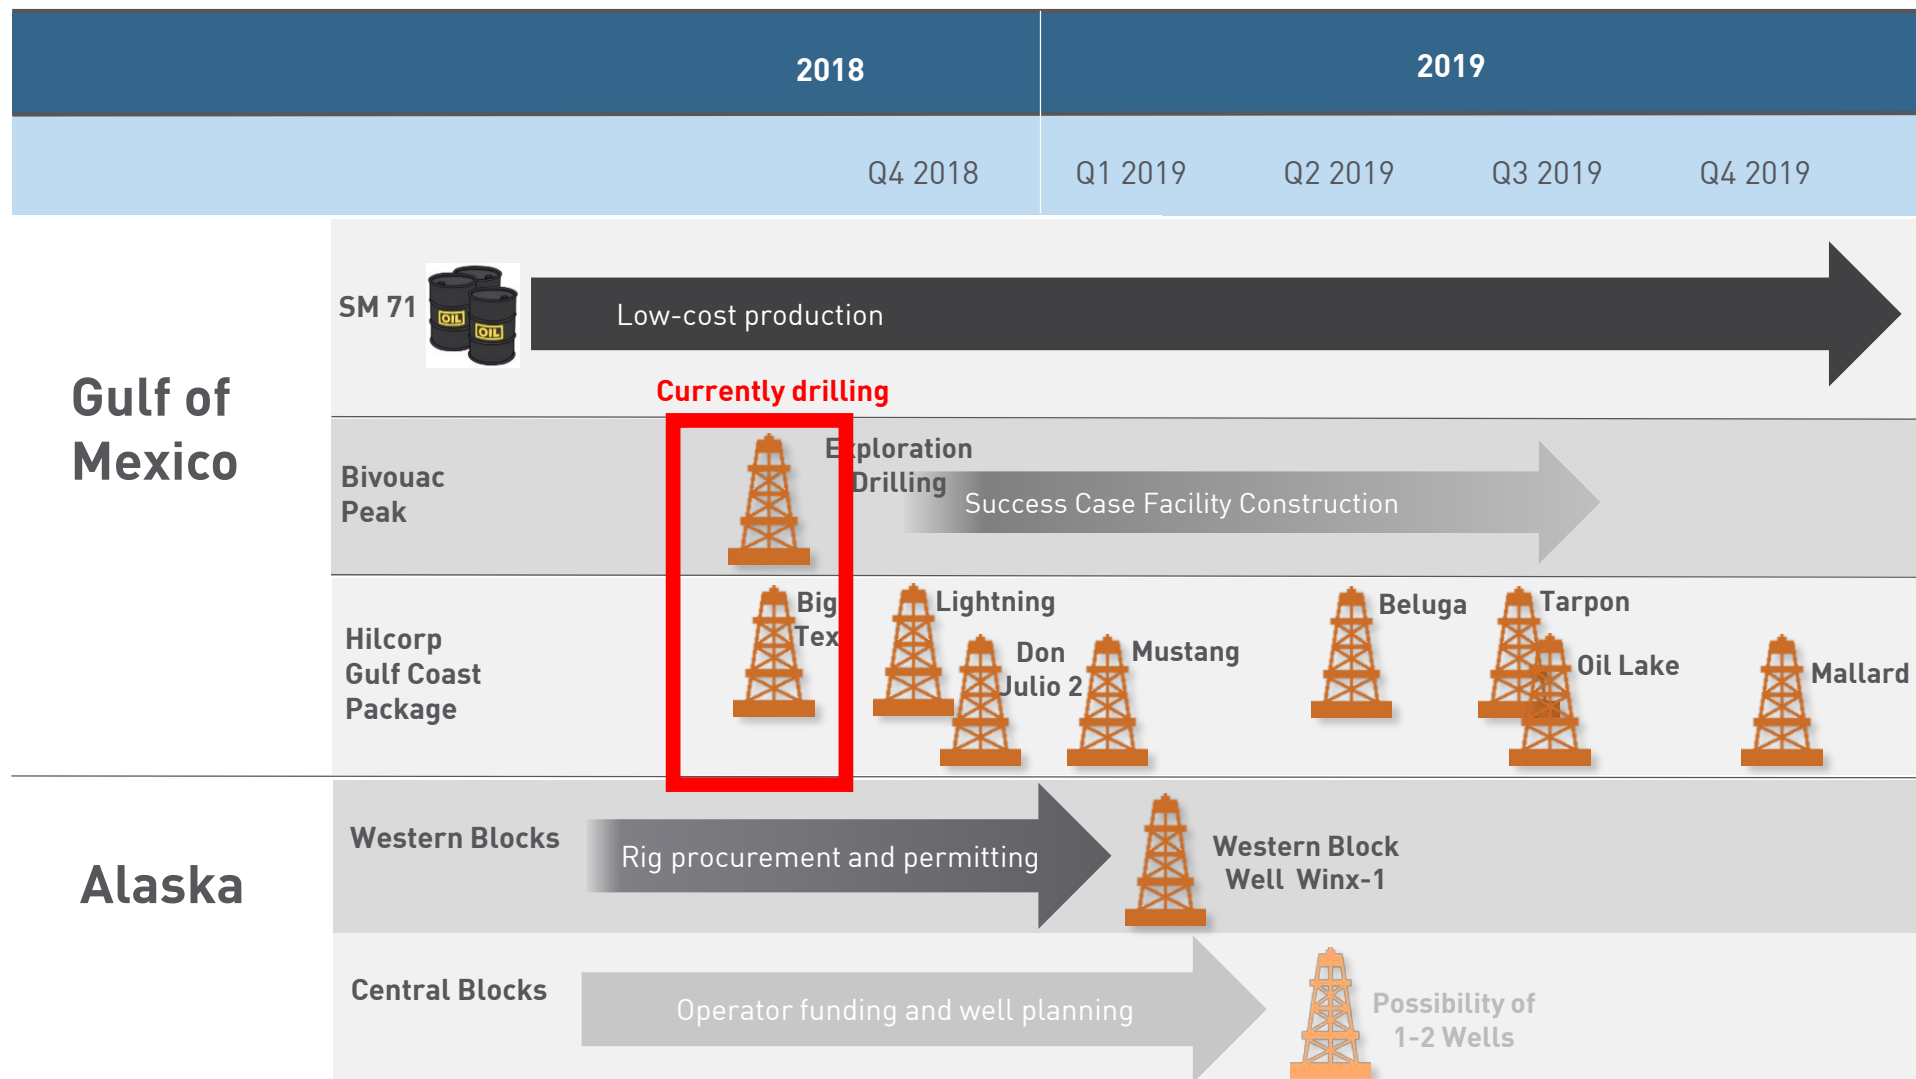 2018
2019
Q4 2018
Q1 2019
Q2 2019
Q3 2019
Q4 2019
Gulf of
Mexico
SM 71
OIL
OIL
Low-cost production
Currently drilling
Bivouac
Peak
Exploration
Drilling
Success Case Facility Construction
Hilcorp
Gulf Coast
Package
Big
Tex
Lightning
Don
Julio 2
Mustang
Beluga
Tarpon
Oil Lake
Mallard
Alaska
Western Blocks
Rig procurement and permitting
Western Block
Well Winx-1
Central Blocks
Operator funding and well planning
Possibility of
1-2 Wells